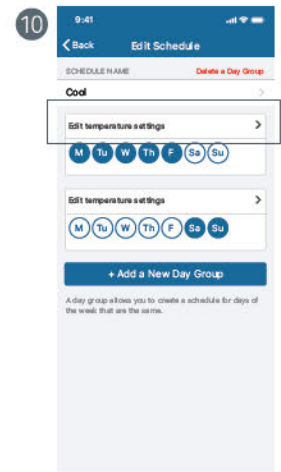 10
9:41
Back Edit Schedule
SCHEDULE NAME Delete a Day Group
Cool
Edit temperature settings
M Tu W Th F Sa Su
Edit temperature settings
M Tu W Th F Sa Su
+ Add a New Day Group
A day group allows you to create a schedule for days of
the week that are the same.